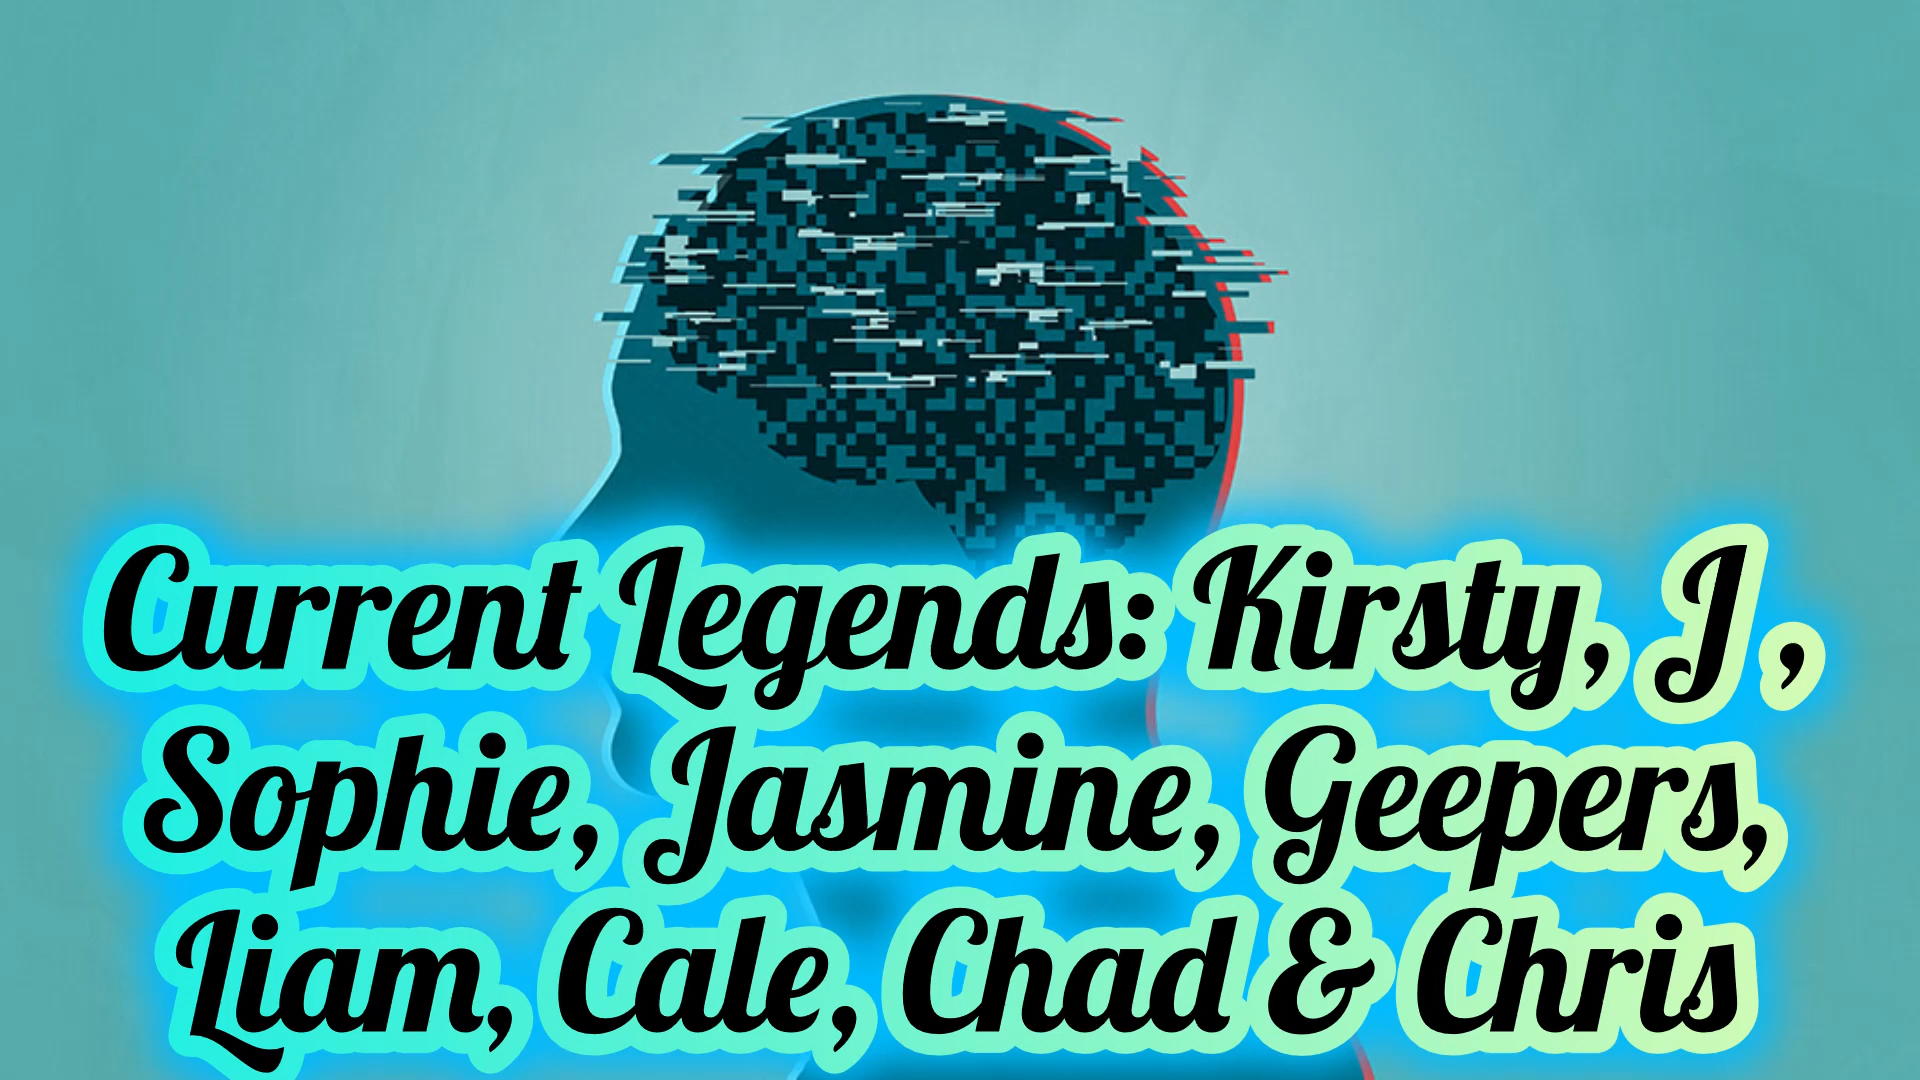 Current Legends: Kirsty, J ,
Sophie, Jasmine, Geepers,
Liam, Cale, Chad & Chris